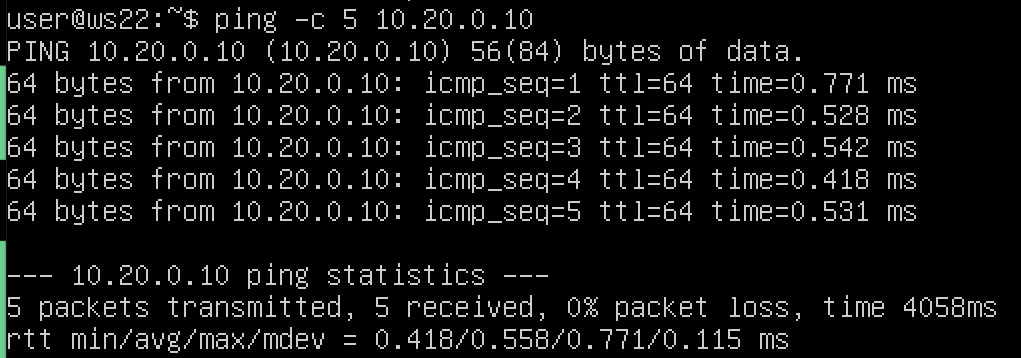 user@ws22:~$ ping -c 5 10.20.0.10
PING 10.20.0.10 (10.20.0.10) 56(84) bytes of data.
64 bytes from 10.20.0.10: icmp_seq=1 ttl=64 time=0.771 ms
64 bytes from 10.20.0.10: icmp_seq=2 ttl=64 time=0.528 ms
64 bytes from 10.20.0.10: icmp_seq=3 ttl=64 time=0.542 ms
64 bytes from 10.20.0.10: icmp_seq=4 ttl=64 time=0.418 ms
64 bytes from 10.20.0.10: icmp_seq=5 ttl=64 time=0.531 ms
--- 10.20.0.10 ping statistics ---
5 packets transmitted, 5 received, 0% packet loss, time 4058ms
rtt min/avg/max/mdev = 0.418/0.558/0.771/0.115 ms